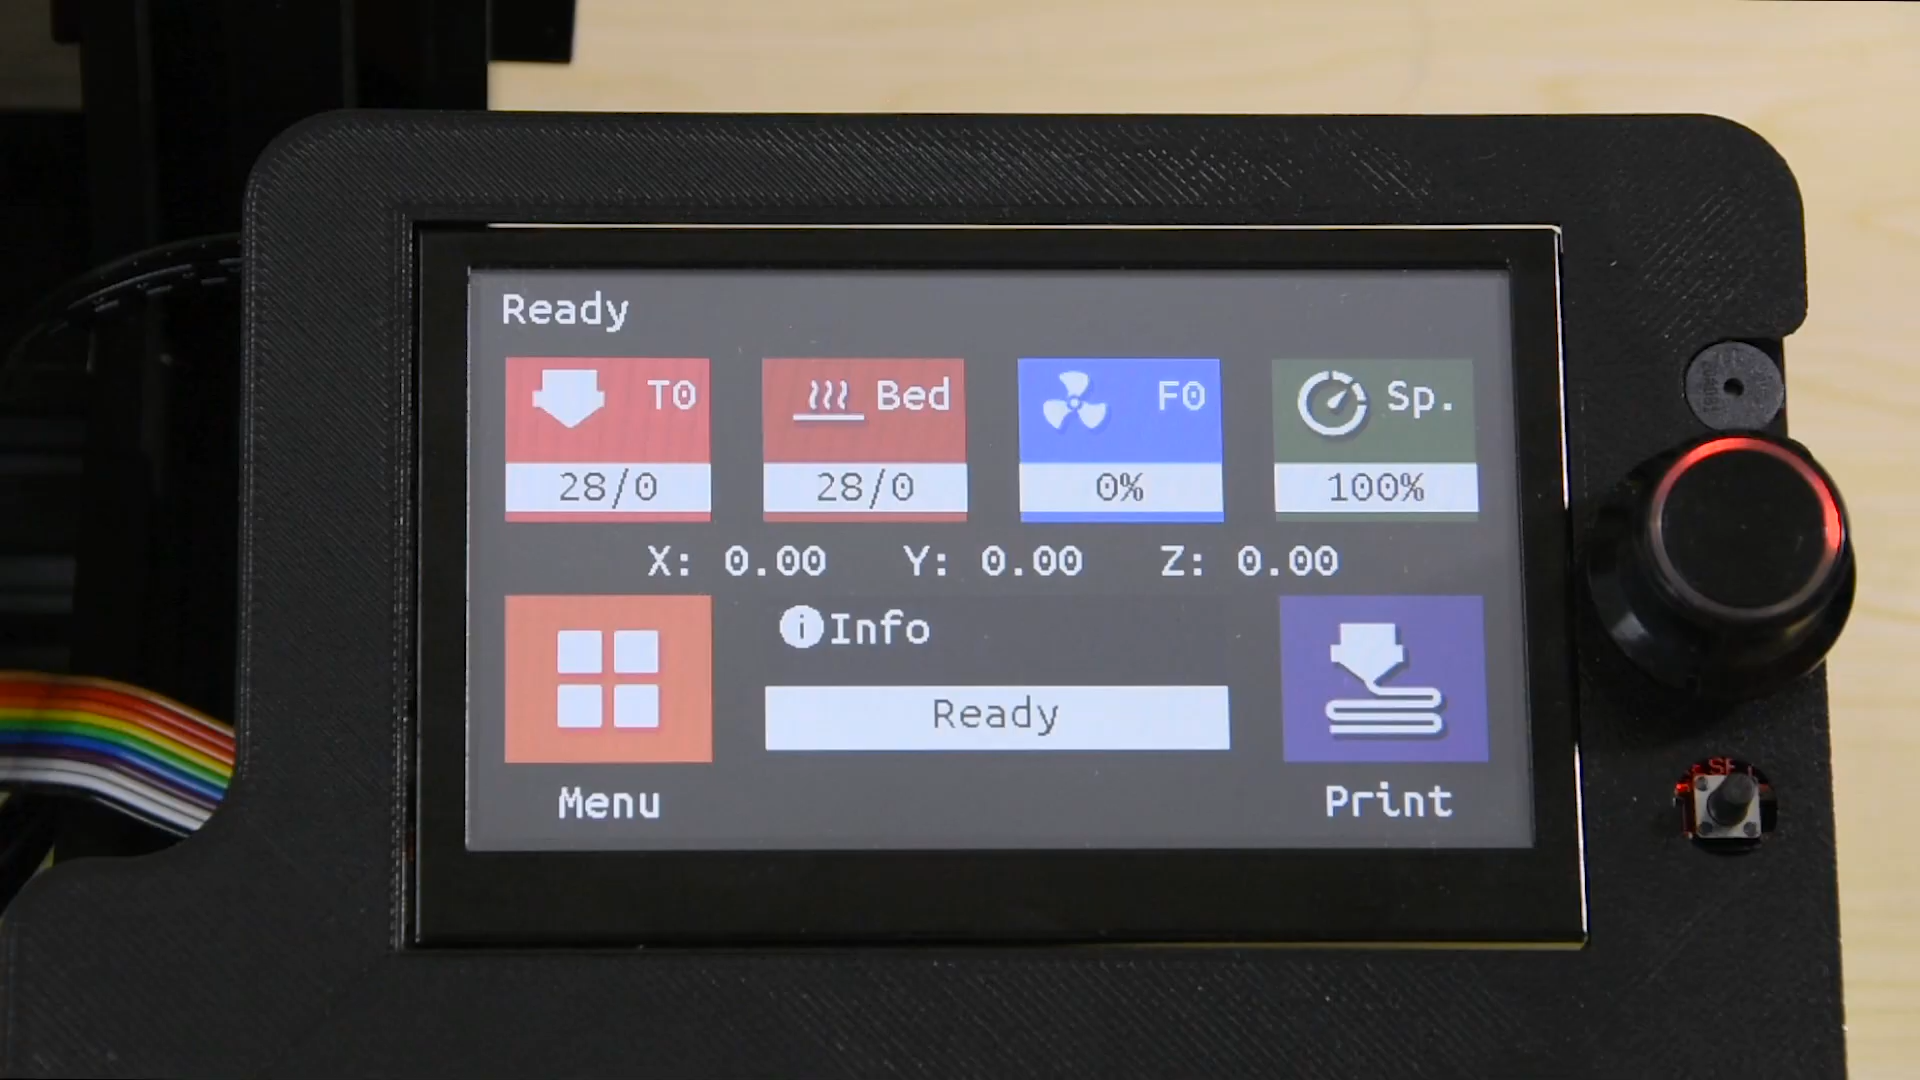 Ready
T0 Bed F0 Sp.
28/0 28/0 0% 100%
X: 0.00 Y: 0.00 Z: 0.00
Info
Ready
Menu Print